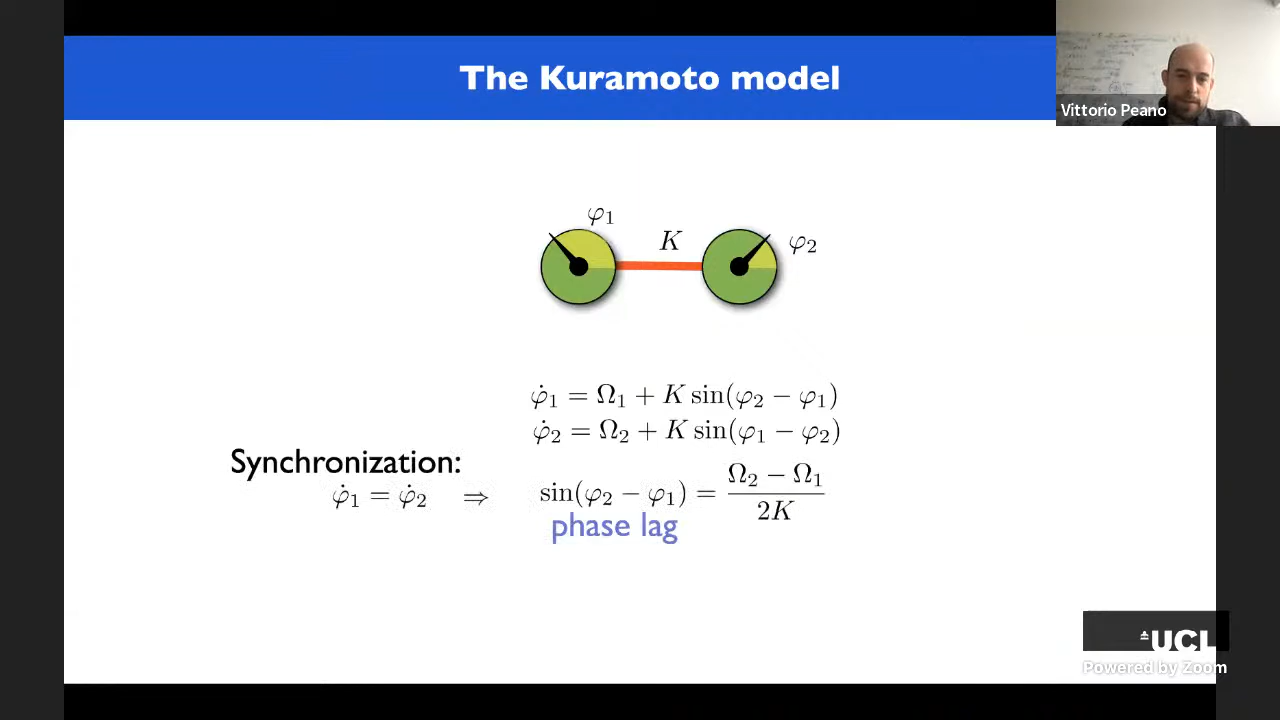 The Kuramoto model
Vittorio Peano
φ₁
K
φ₂
φ̇₁ = Ω₁ + K sin(φ₂ − φ₁)
φ̇₂ = Ω₂ + K sin(φ₁ − φ₂)
Synchronization:
φ̇₁ = φ̇₂ ⇒ sin(φ₂ − φ₁) = (Ω₂ − Ω₁)/2K
phase lag
UCL
Powered by Zoom